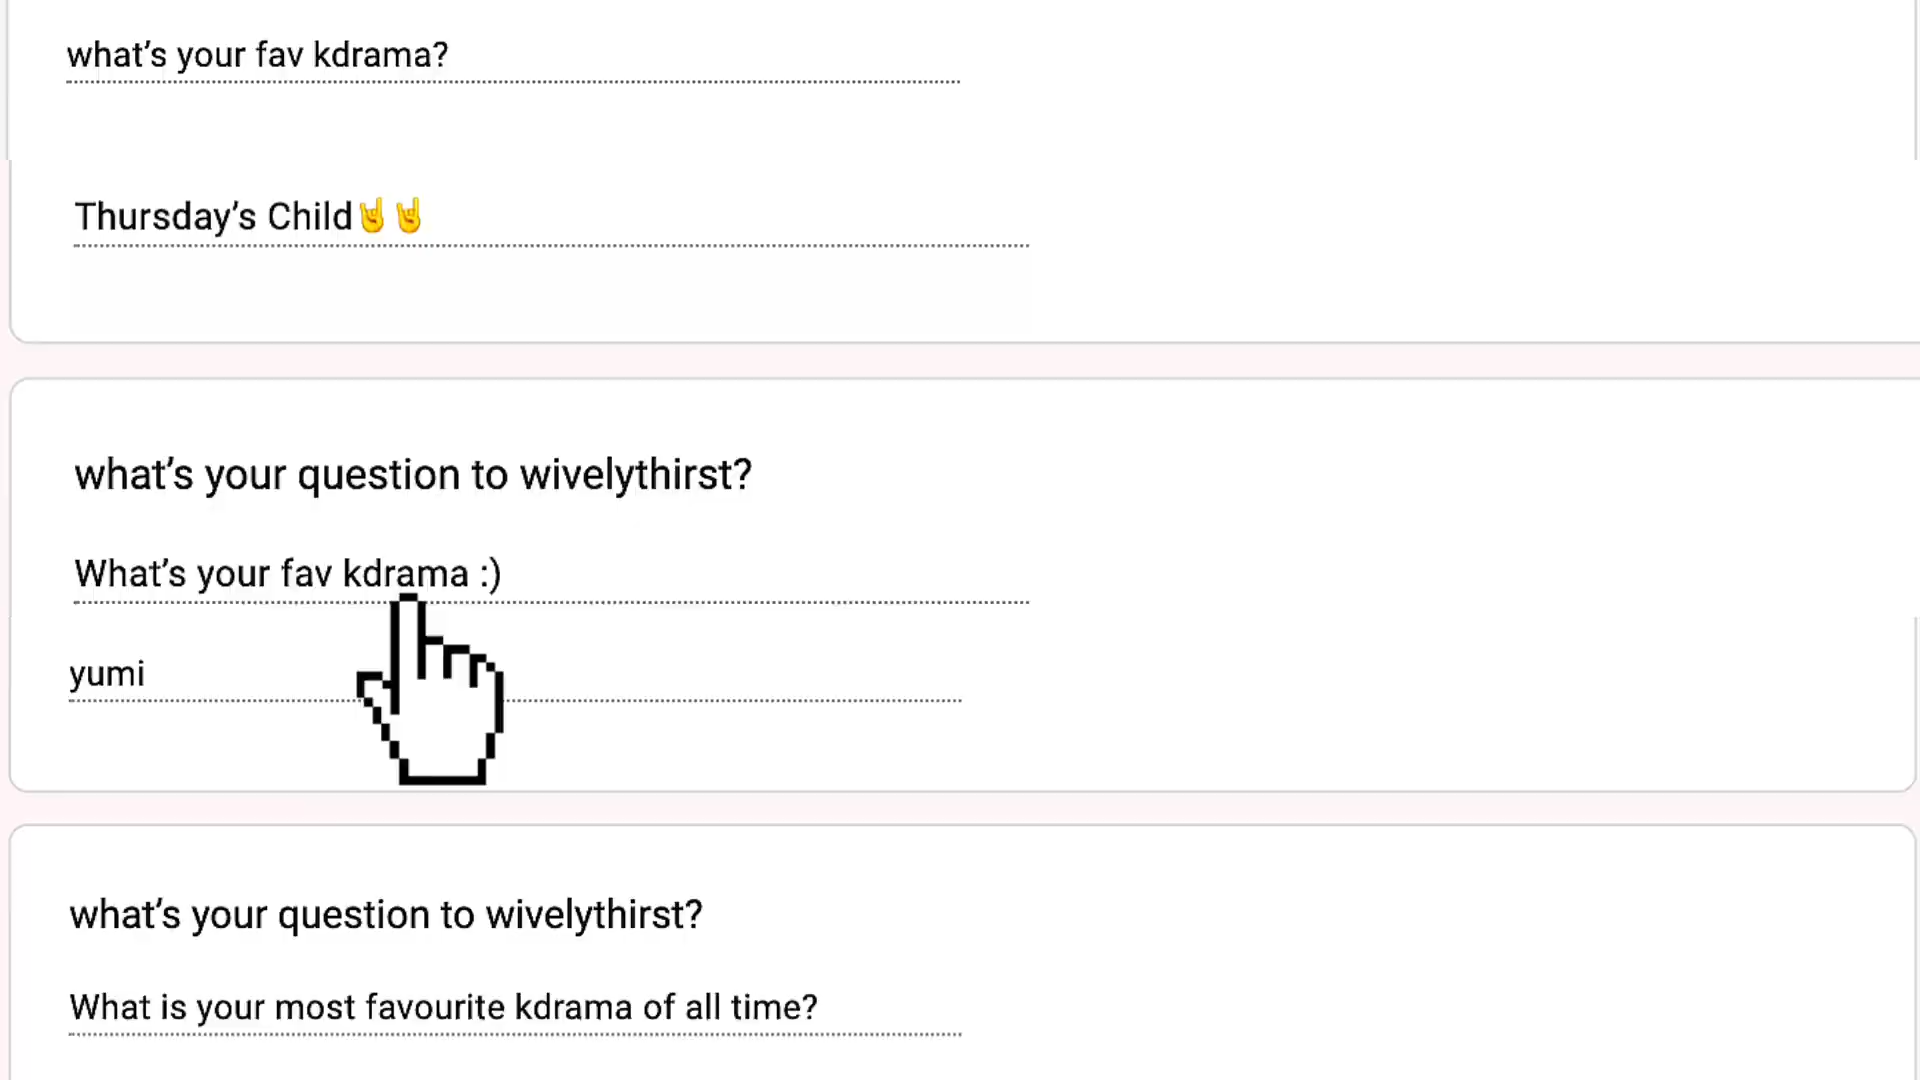 what’s your fav kdrama?
Thursday’s Child🤘🤘
what’s your question to wivelythirst?
What’s your fav kdrama :)
yumi
what’s your question to wivelythirst?
What is your most favourite kdrama of all time?